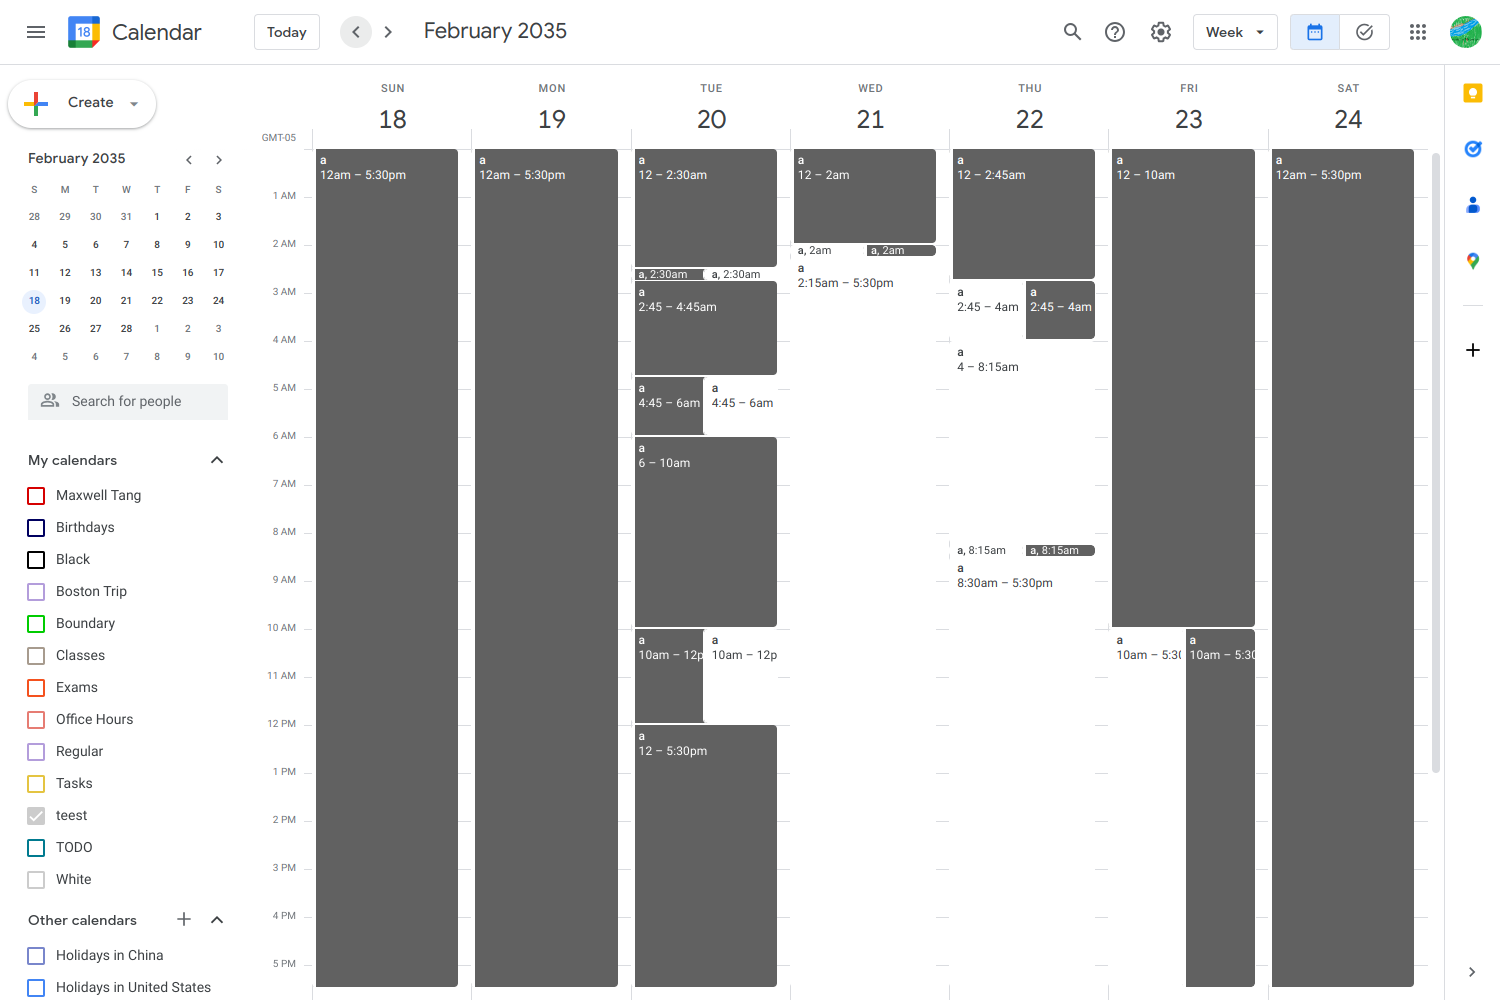 18 Calendar Today February 2035 Week
Create
SUN MON TUE WED THU FRI SAT
18 19 20 21 22 23 24
GMT-05
February 2035
S M T W T F S
28 29 30 31 1 2 3
4 5 6 7 8 9 10
11 12 13 14 15 16 17
18 19 20 21 22 23 24
25 26 27 28 1 2 3
4 5 6 7 8 9 10
Search for people
My calendars
Maxwell Tang
Birthdays
Black
Boston Trip
Boundary
Classes
Exams
Office Hours
Regular
Tasks
teest
TODO
White
Other calendars
Holidays in China
Holidays in United States
1 AM
2 AM
3 AM
4 AM
5 AM
6 AM
7 AM
8 AM
9 AM
10 AM
11 AM
12 PM
1 PM
2 PM
3 PM
4 PM
5 PM
a
12am – 5:30pm
a
12am – 5:30pm
a
12 – 2:30am
a, 2:30am
a, 2:30am
a
2:45 – 4:45am
a
4:45 – 6am
a
4:45 – 6am
a
6 – 10am
a
10am – 12p
a
10am – 12p
a
12 – 5:30pm
a
12 – 2am
a, 2am
a, 2am
a
2:15am – 5:30pm
a
12 – 2:45am
a
2:45 – 4am
a
2:45 – 4am
a
4 – 8:15am
a, 8:15am
a, 8:15am
a
8:30am – 5:30pm
a
12 – 10am
a
10am – 5:30
a
10am – 5:30
a
12am – 5:30pm